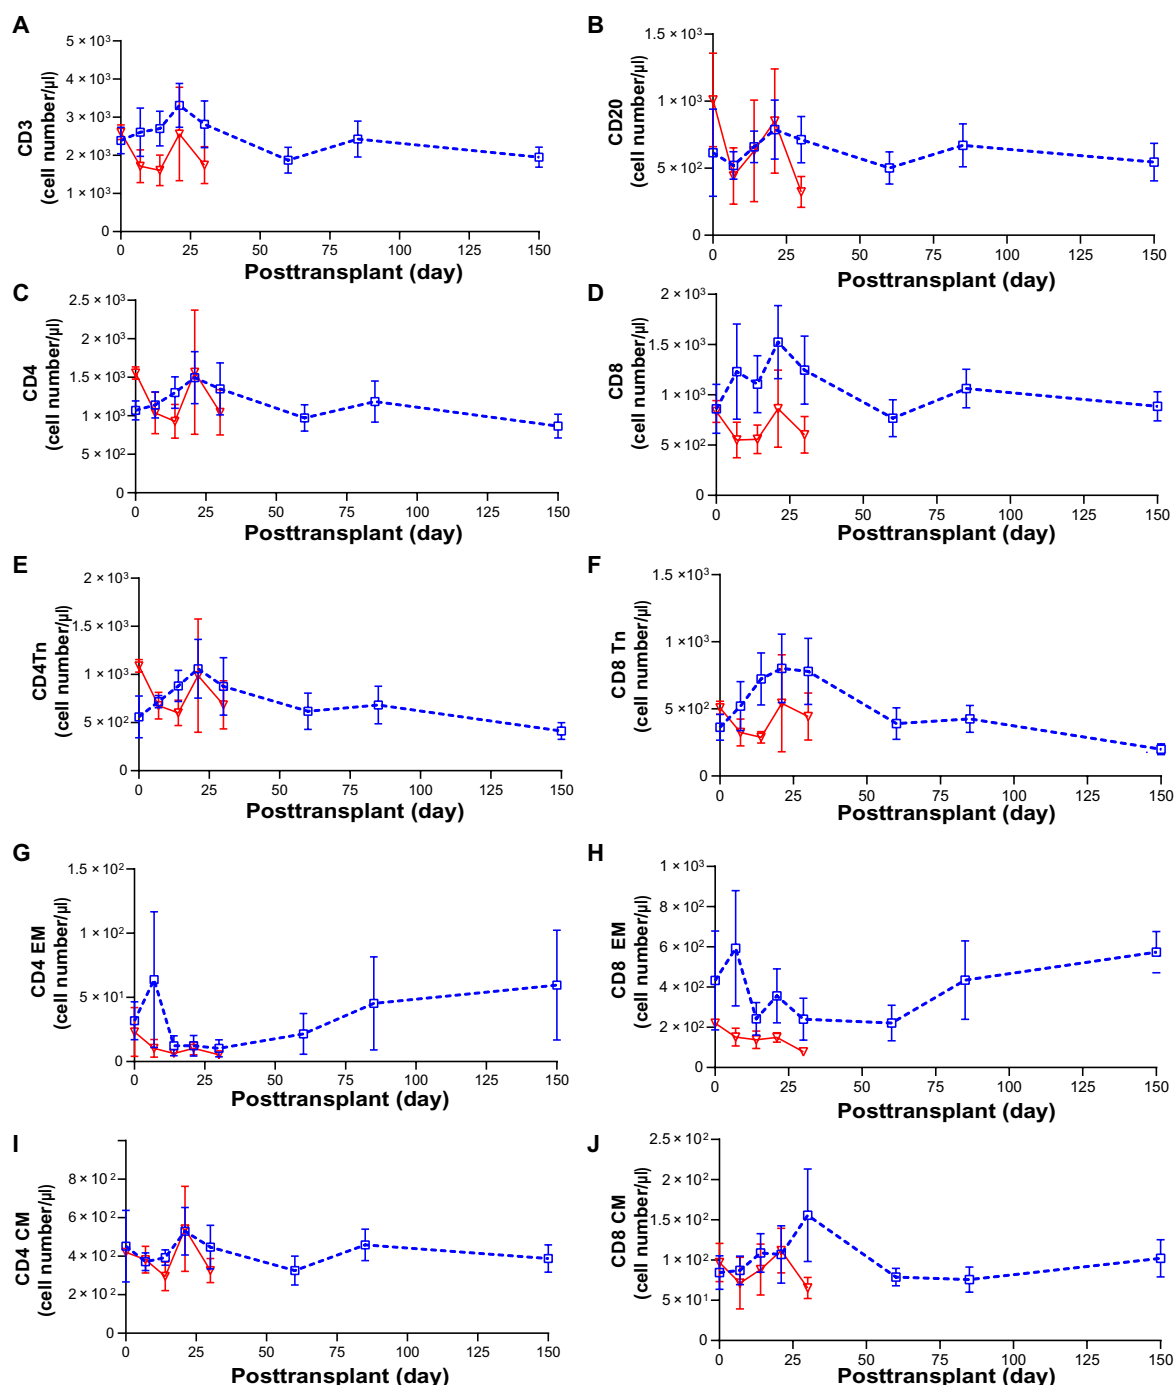 A
CD3
(cell number/µl)
5 × 10³
4 × 10³
3 × 10³
2 × 10³
1 × 10³
0
0 25 50 75 100 125 150
Posttransplant (day)
B
CD20
(cell number/µl)
1.5 × 10³
1 × 10³
5 × 10²
0
0 25 50 75 100 125 150
Posttransplant (day)
C
CD4
(cell number/µl)
2.5 × 10³
2 × 10³
1.5 × 10³
1 × 10³
5 × 10²
0
0 25 50 75 100 125 150
Posttransplant (day)
D
CD8
(cell number/µl)
2 × 10³
1.5 × 10³
1 × 10³
5 × 10²
0
0 25 50 75 100 125 150
Posttransplant (day)
E
CD4Tn
(cell number/µl)
2 × 10³
1.5 × 10³
1 × 10³
5 × 10²
0
0 25 50 75 100 125 150
Posttransplant (day)
F
CD8 Tn
(cell number/µl)
1.5 ×10³
1 × 10³
5 × 10²
0
0 25 50 75 100 125 150
Posttransplant (day)
G
CD4 EM
(cell number/µl)
1.5 × 10²
1 × 10²
5 × 10¹
0
0 25 50 75 100 125 150
Posttransplant (day)
H
CD8 EM
(cell number/µl)
1 × 10³
8 × 10²
6 × 10²
4 × 10²
2 × 10²
0
0 25 50 75 100 125 150
Posttransplant (day)
I
CD4 CM
(cell number/µl)
8 × 10²
6 × 10²
4 × 10²
2 × 10²
0
0 25 50 75 100 125 150
Posttransplant (day)
J
CD8 CM
(cell number/µl)
2.5 × 10²
2 × 10²
1.5 × 10²
1 × 10²
5 × 10¹
0
0 25 50 75 100 125 150
Posttransplant (day)